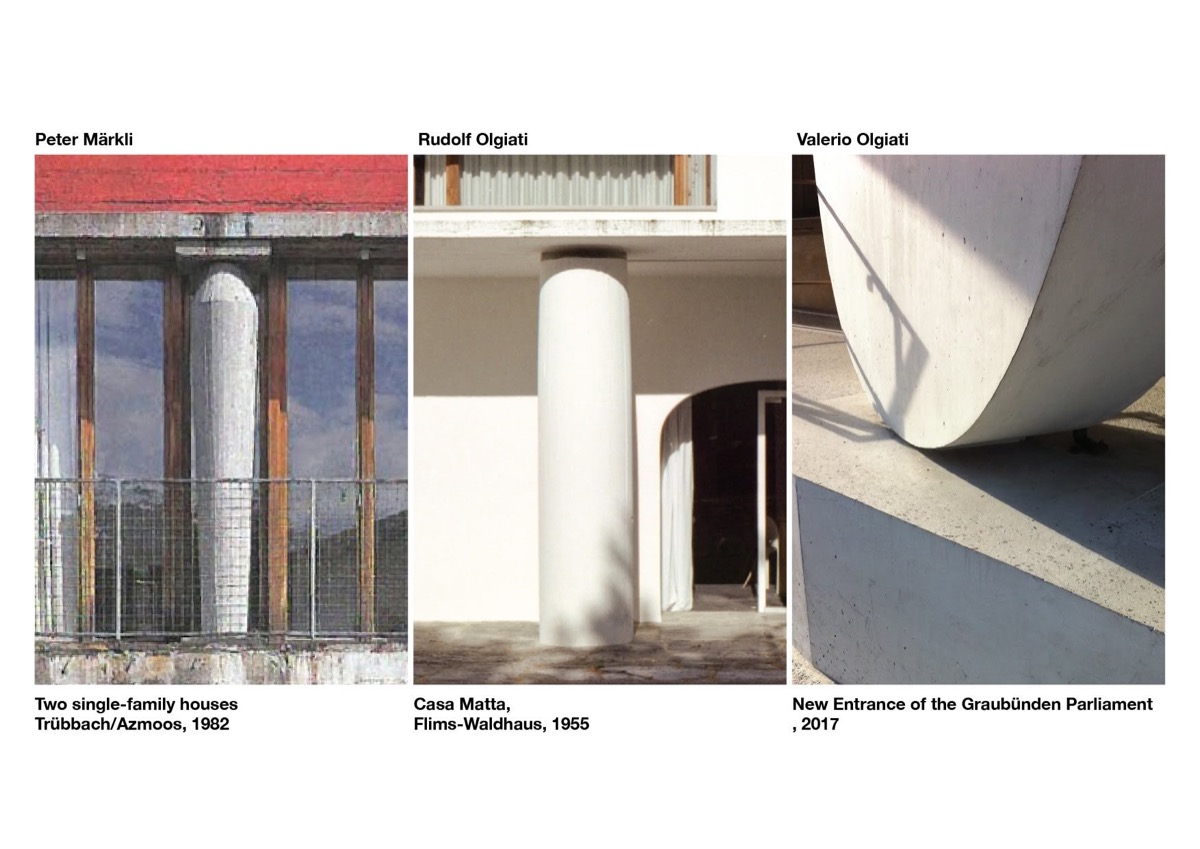 Peter Märkli
Rudolf Olgiati
Valerio Olgiati
Two single-family houses
Trübbach/Azmoos, 1982
Casa Matta,
Flims-Waldhaus, 1955
New Entrance of the Graubünden Parliament
, 2017